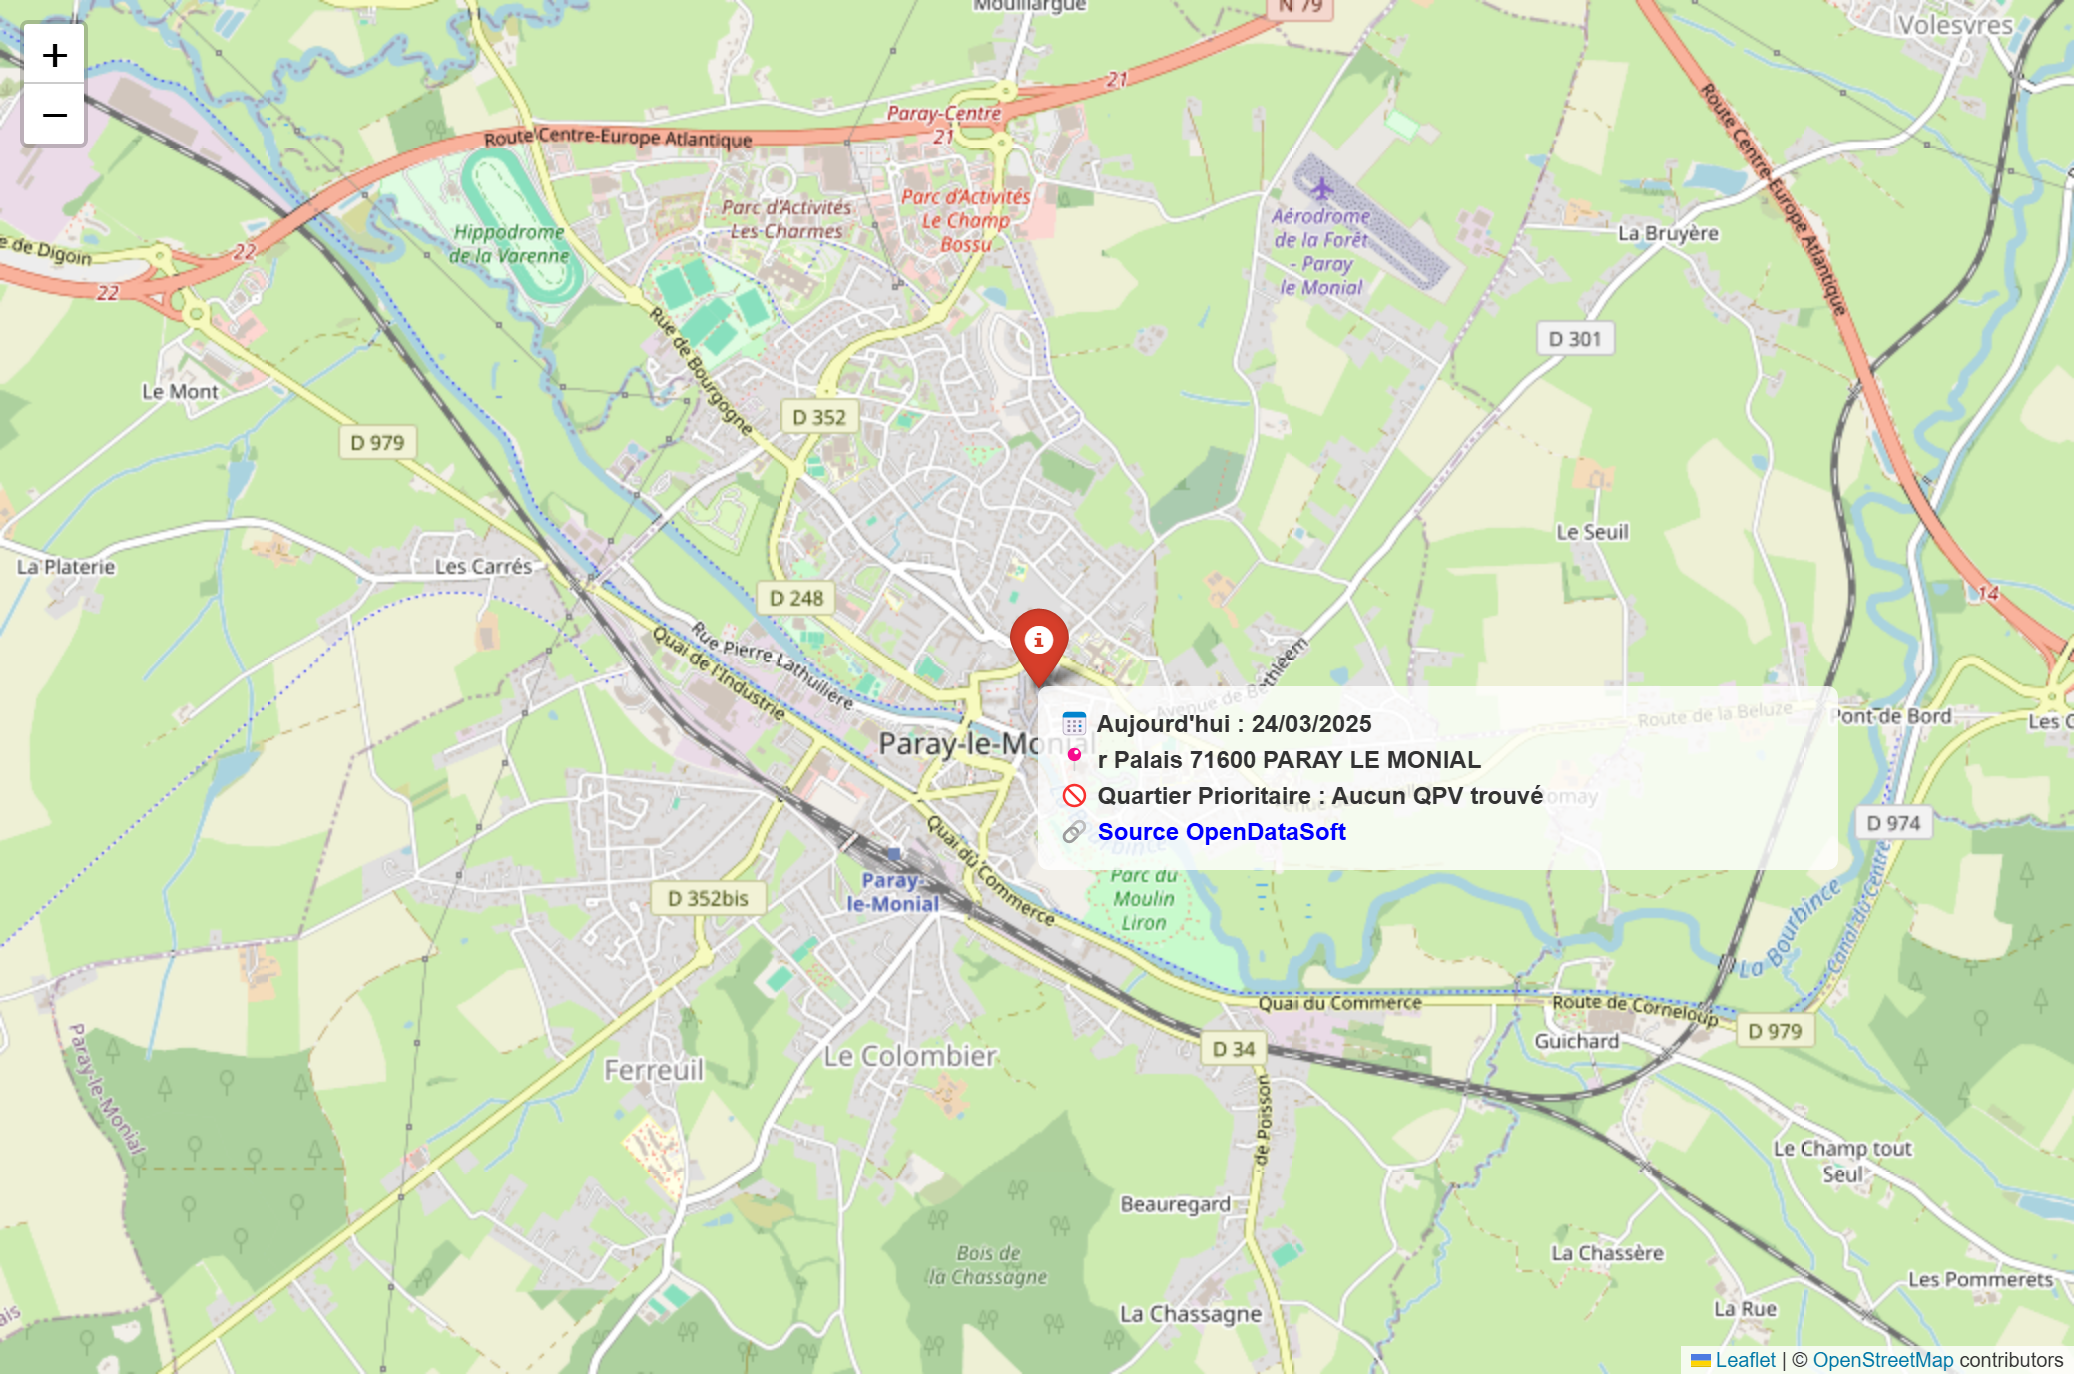 +
−
Mouillargue
N 79
Volesvres
21
Paray-Centre
21
Route Centre-Europe Atlantique
Route Centre-Europe Atlantique
Parc d'Activités
Les Charmes
Parc d'Activités
Le Champ
Bossu
Hippodrome
de la Varenne
Aérodrome
de la Forêt
- Paray
le Monial
La Bruyère
e de Digoin
22
22
Rue de Bourgogne
D 301
Le Mont
D 352
D 979
Le Seuil
La Platerie
Les Carrés
D 248
14
Rue Pierre Lathuillière
Quai de l'Industrie
Avenue de Bethléem
Route de la Beluze
Pont de Bord
Les C
Paray-le-Monial
Aujourd'hui : 24/03/2025
r Palais 71600 PARAY LE MONIAL
Quartier Prioritaire : Aucun QPV trouvé
Source OpenDataSoft
omay
D 974
Quai du Commerce
Paray-
le-Monial
D 352bis
Parc du
Moulin
Liron
La Bourbince
Canal du Centre
Quai du Commerce
Route de Corneloup
D 979
Guichard
D 34
Paray-le-Monial
Ferreuil
Le Colombier
de Poisson
Le Champ tout
Seul
Beauregard
Bois de
la Chassagne
La Chassère
Les Pommerets
La Chassagne
La Rue
ais
Leaflet | © OpenStreetMap contributors